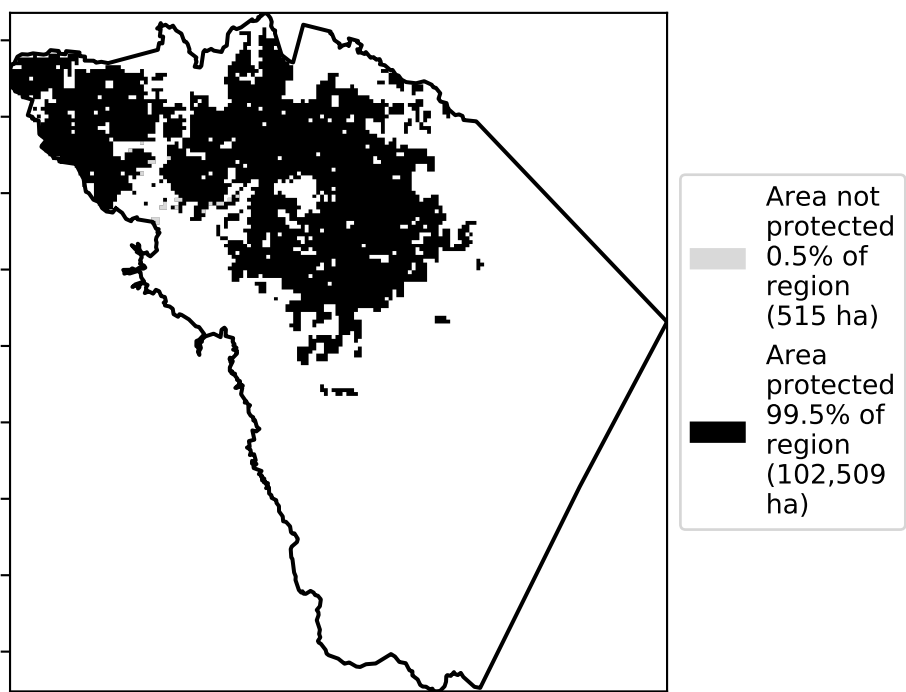 Area not
protected
0.5% of
region
(515 ha)
Area
protected
99.5% of
region
(102,509
ha)